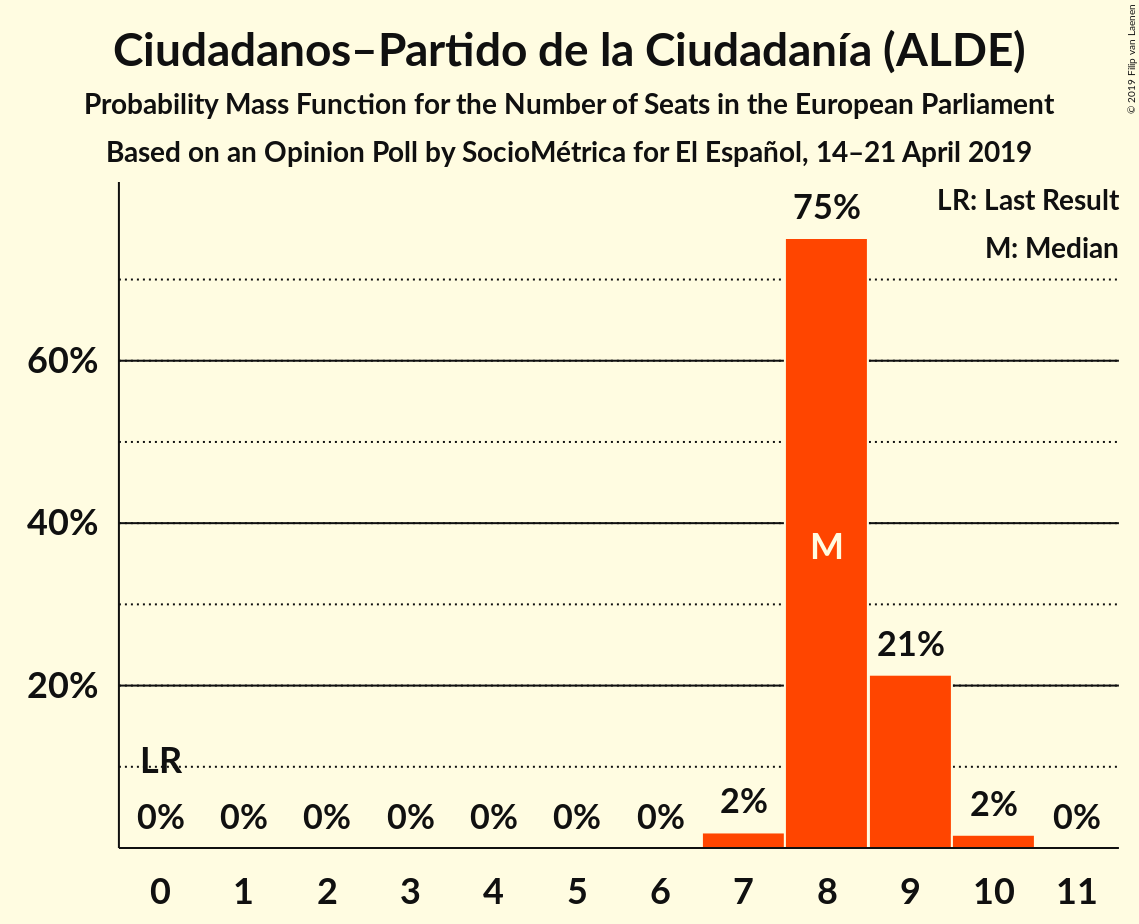 Ciudadanos–Partido de la Ciudadanía (ALDE)
Probability Mass Function for the Number of Seats in the European Parliament
Based on an Opinion Poll by SocioMétrica for El Español, 14–21 April 2019
© 2019 Filip van Laenen
LR: Last Result
M: Median
75%
60%
40%
M
21%
20%
LR
0% 0% 0% 0% 0% 0% 0% 2% 2% 0%
0 1 2 3 4 5 6 7 8 9 10 11